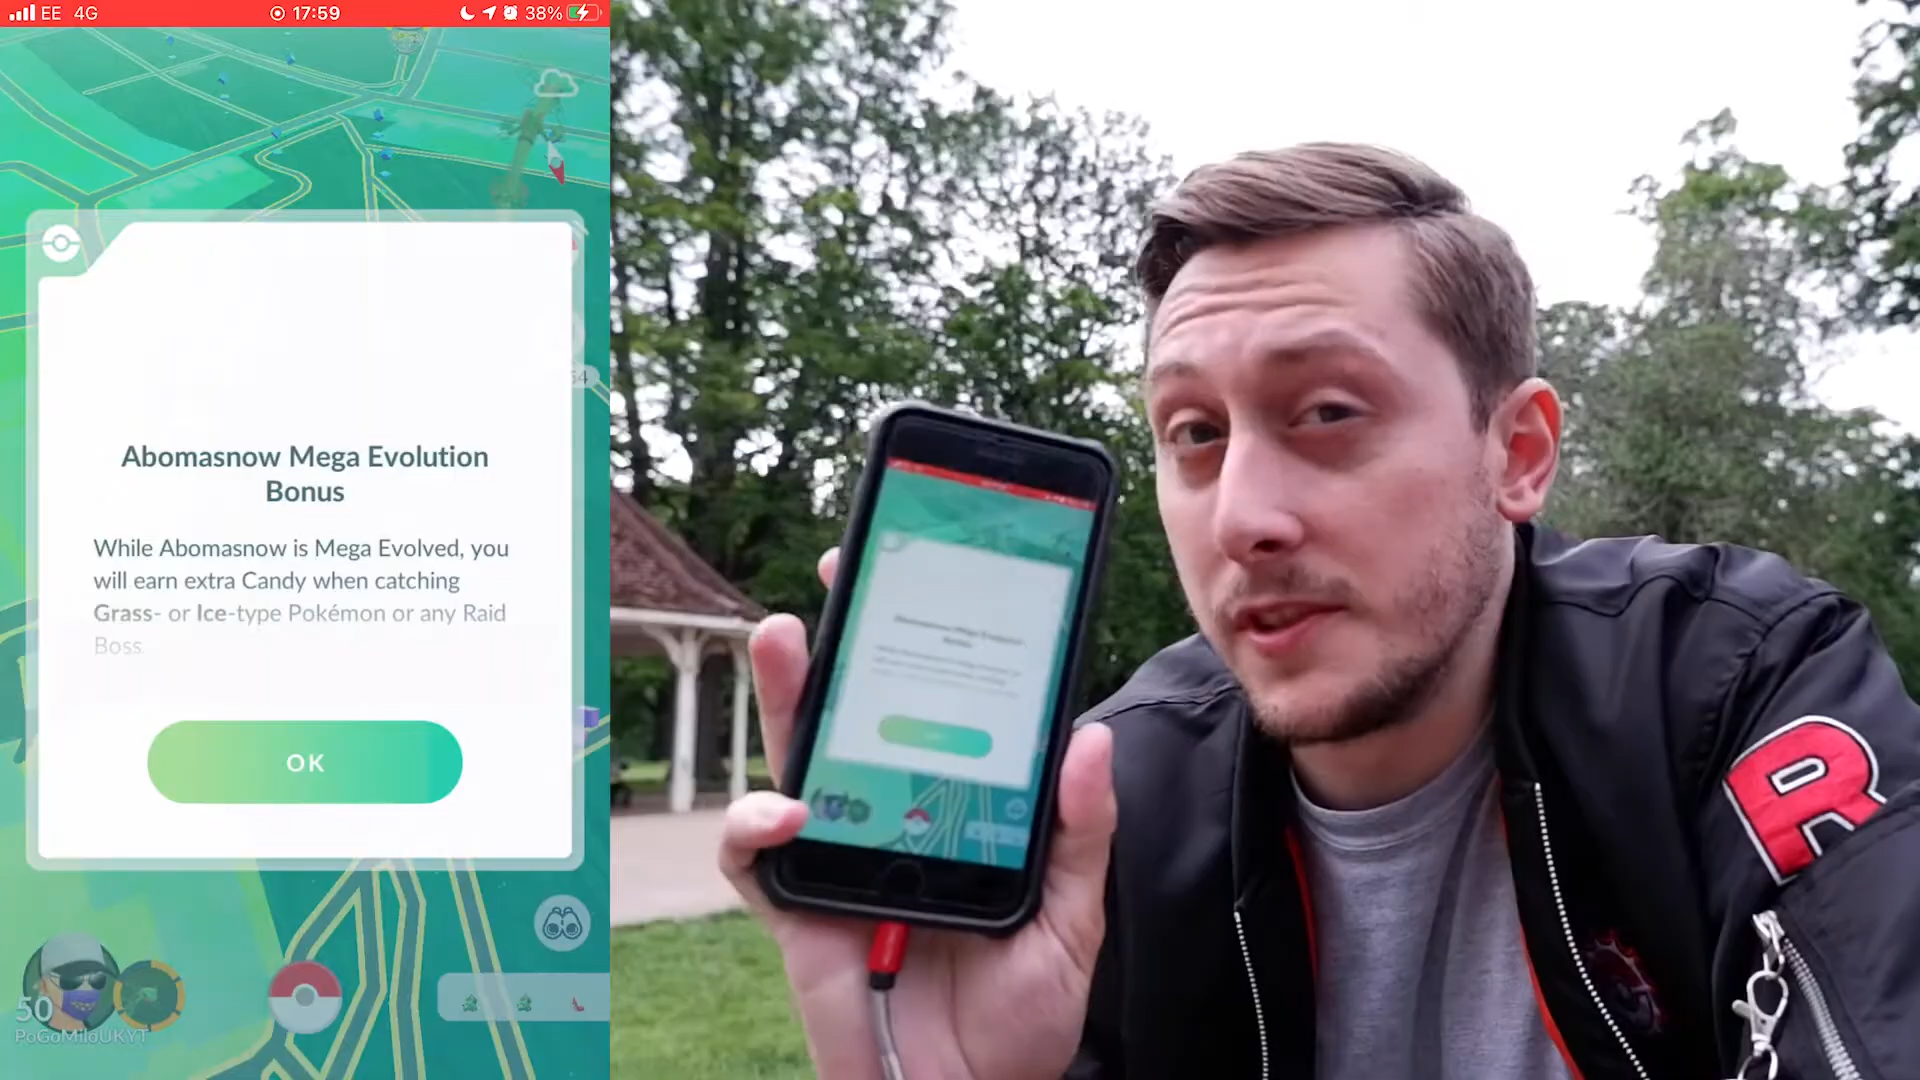 EE 4G 17:59 38%
54
Abomasnow Mega Evolution
Bonus
While Abomasnow is Mega Evolved, you
will earn extra Candy when catching
Grass- or Ice-type Pokémon or any Raid
Boss
OK
50
PoGoMiloUKYT
R